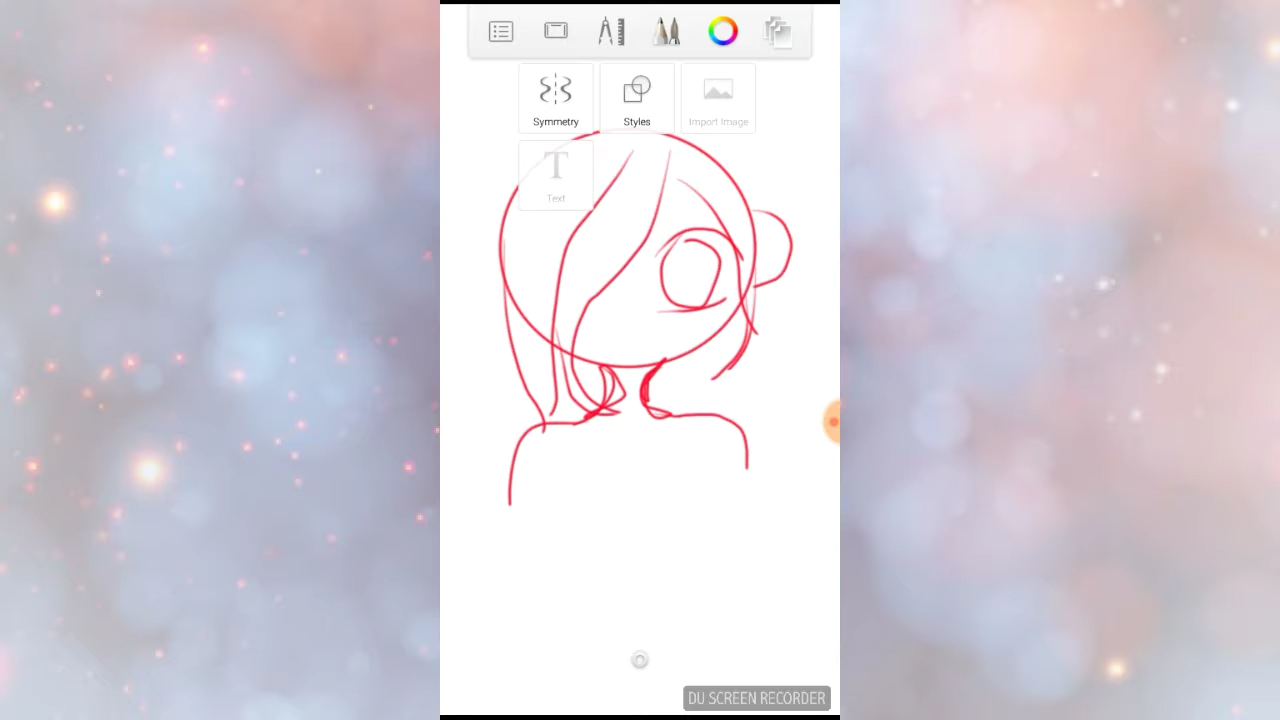 Symmetry
Styles
Import Image
Text
DU SCREEN RECORDER